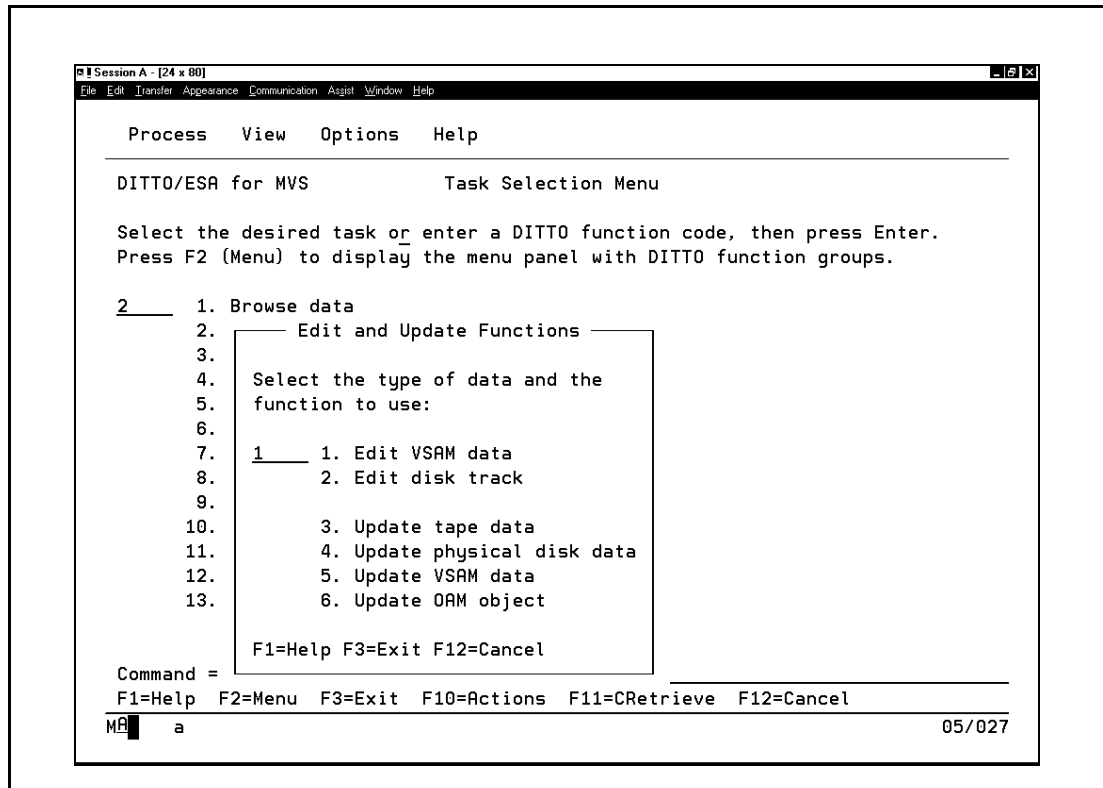 Session A - [24 x 80]
File Edit Transfer Appearance Communication Assist Window Help
Process View Options Help
DITTO/ESA for MVS Task Selection Menu
Select the desired task or enter a DITTO function code, then press Enter.
Press F2 (Menu) to display the menu panel with DITTO function groups.
2 1. Browse data
2. Edit and Update Functions
3.
4. Select the type of data and the
5. function to use:
6.
7. 1 1. Edit VSAM data
8. 2. Edit disk track
9.
10. 3. Update tape data
11. 4. Update physical disk data
12. 5. Update VSAM data
13. 6. Update OAM object
F1=Help F3=Exit F12=Cancel
Command =
F1=Help F2=Menu F3=Exit F10=Actions F11=CRetrieve F12=Cancel
MA a 05/027